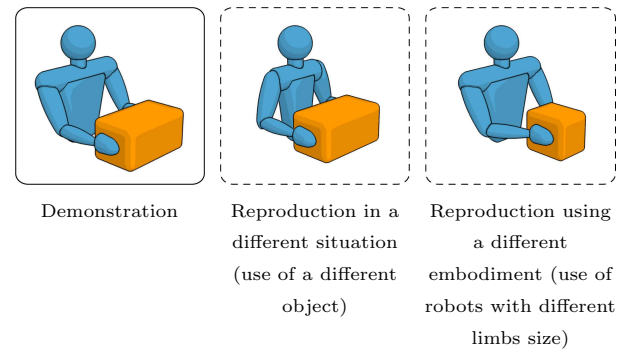 Demonstration
Reproduction in a
different situation
(use of a different
object)
Reproduction using
a different
embodiment (use of
robots with different
limbs size)